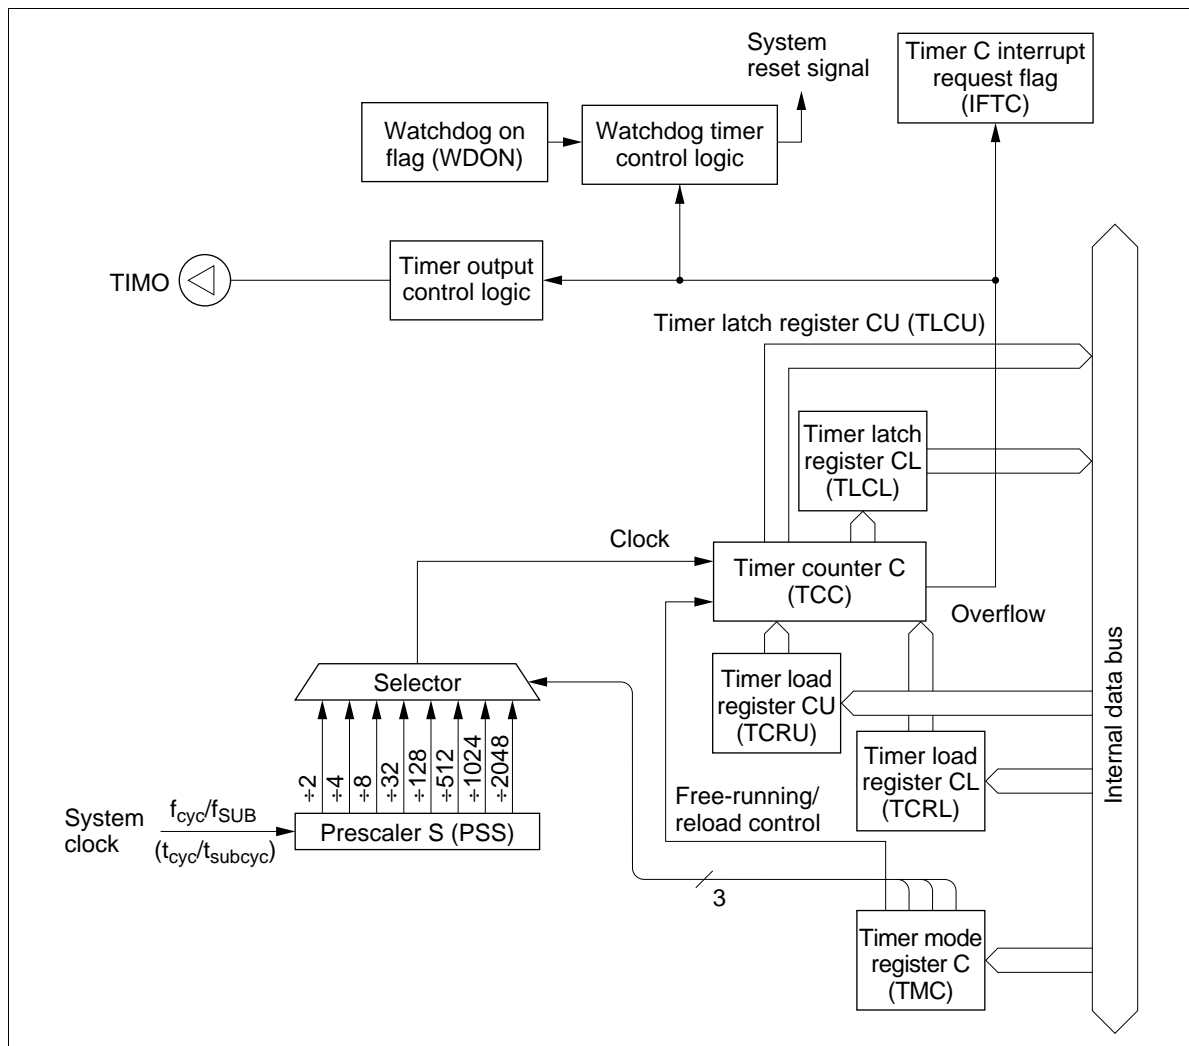 System
reset signal
Timer C interrupt
request flag
(IFTC)
Watchdog on
flag (WDON)
Watchdog timer
control logic
TIMO
Timer output
control logic
Timer latch register CU (TLCU)
Timer latch
register CL
(TLCL)
Clock
Timer counter C
(TCC)
Overflow
Selector
Timer load
register CU
(TCRU)
Timer load
register CL
(TCRL)
Internal data bus
÷2
÷4
÷8
÷32
÷128
÷512
÷1024
÷2048
Free-running/
reload control
System
clock
fcyc/fSUB
(tcyc/tsubcyc)
Prescaler S (PSS)
3
Timer mode
register C
(TMC)